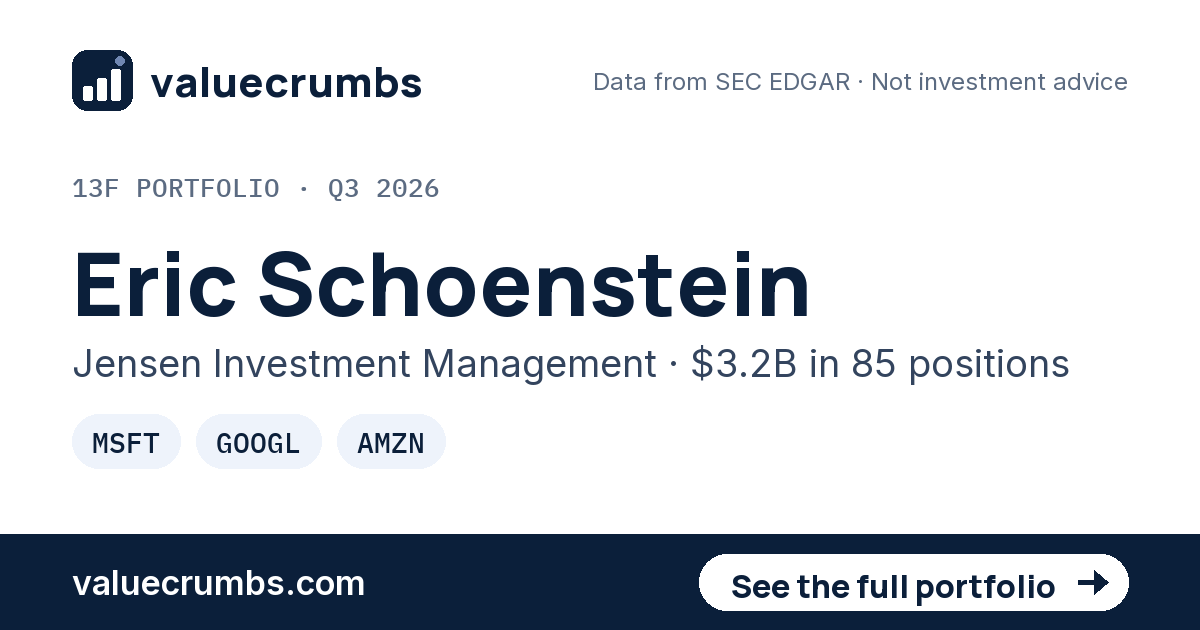 valuecrumbs
Data from SEC EDGAR · Not investment advice
13F PORTFOLIO · Q3 2026
Eric Schoenstein
Jensen Investment Management · $3.2B in 85 positions
MSFT GOOGL AMZN
valuecrumbs.com
See the full portfolio →